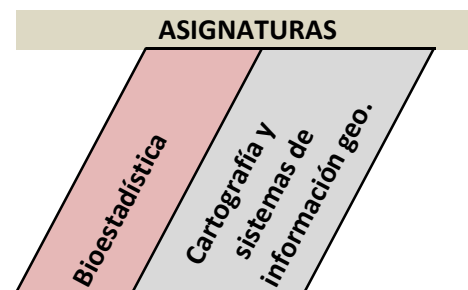 ASIGNATURAS
Bioestadística
Cartografía y
sistemas de
información geo.